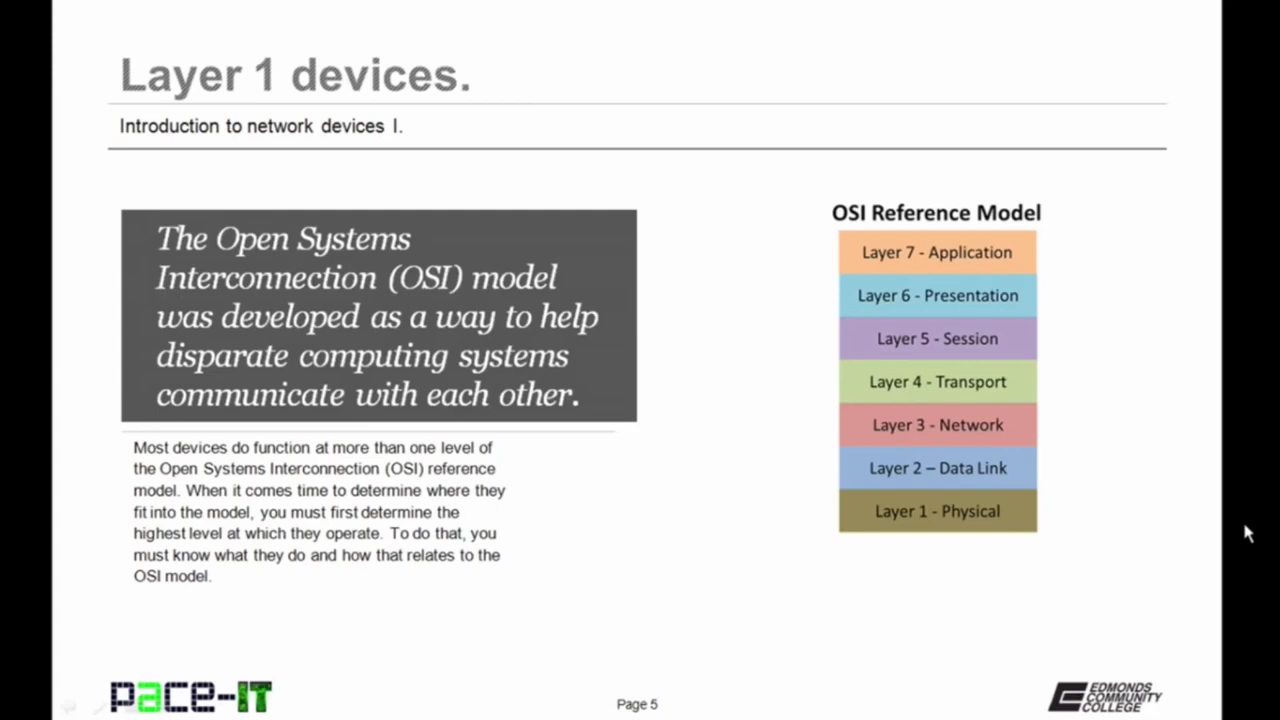 Layer 1 devices.
Introduction to network devices I.
The Open Systems
Interconnection (OSI) model
was developed as a way to help
disparate computing systems
communicate with each other.
Most devices do function at more than one level of
the Open Systems Interconnection (OSI) reference
model. When it comes time to determine where they
fit into the model, you must first determine the
highest level at which they operate. To do that, you
must know what they do and how that relates to the
OSI model.
OSI Reference Model
Layer 7 - Application
Layer 6 - Presentation
Layer 5 - Session
Layer 4 - Transport
Layer 3 - Network
Layer 2 – Data Link
Layer 1 - Physical
pace-IT
Page 5
EDMONDS
COMMUNITY
COLLEGE